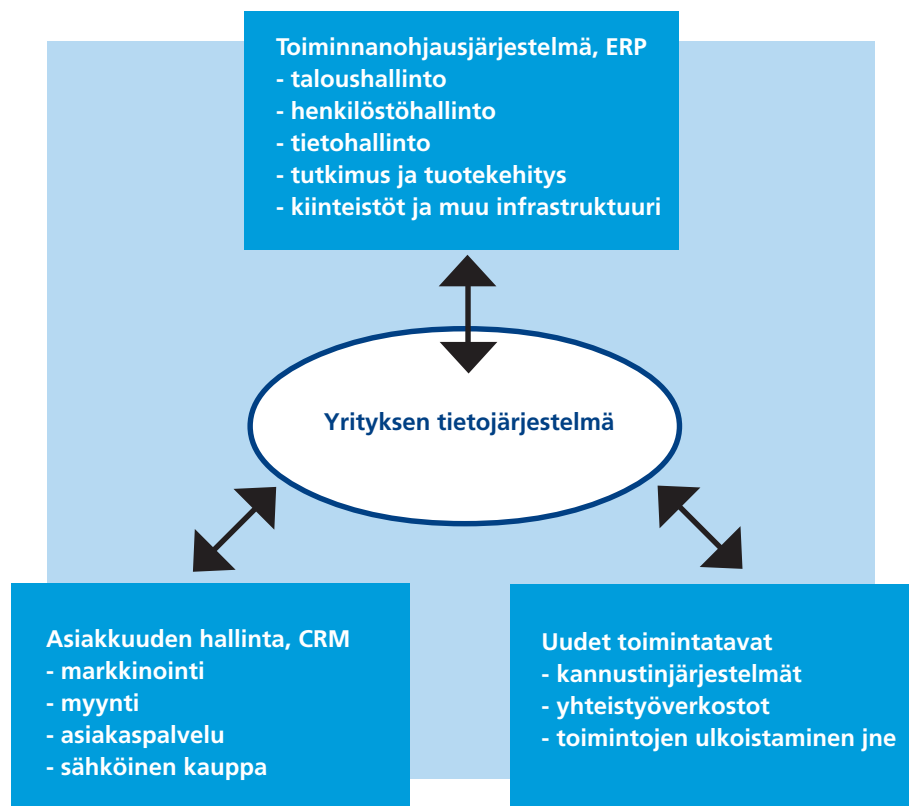 Toiminnanohjausjärjestelmä, ERP
- taloushallinto
- henkilöstöhallinto
- tietohallinto
- tutkimus ja tuotekehitys
- kiinteistöt ja muu infrastruktuuri
Yrityksen tietojärjestelmä
Asiakkuuden hallinta, CRM
- markkinointi
- myynti
- asiakaspalvelu
- sähköinen kauppa
Uudet toimintatavat
- kannustinjärjestelmät
- yhteistyöverkostot
- toimintojen ulkoistaminen jne